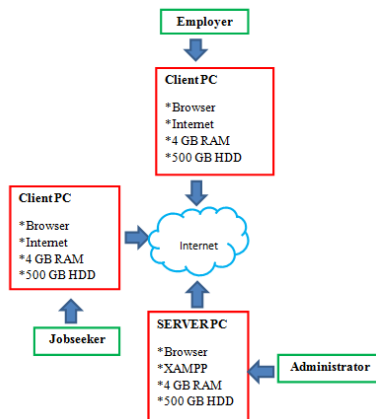 Employer
Client PC
*Browser
*Internet
*4 GB RAM
*500 GB HDD
Client PC
*Browser
*Internet
*4 GB RAM
*500 GB HDD
Internet
Jobseeker
SERVER PC
*Browser
*XAMPP
*4 GB RAM
*500 GB HDD
Administrator